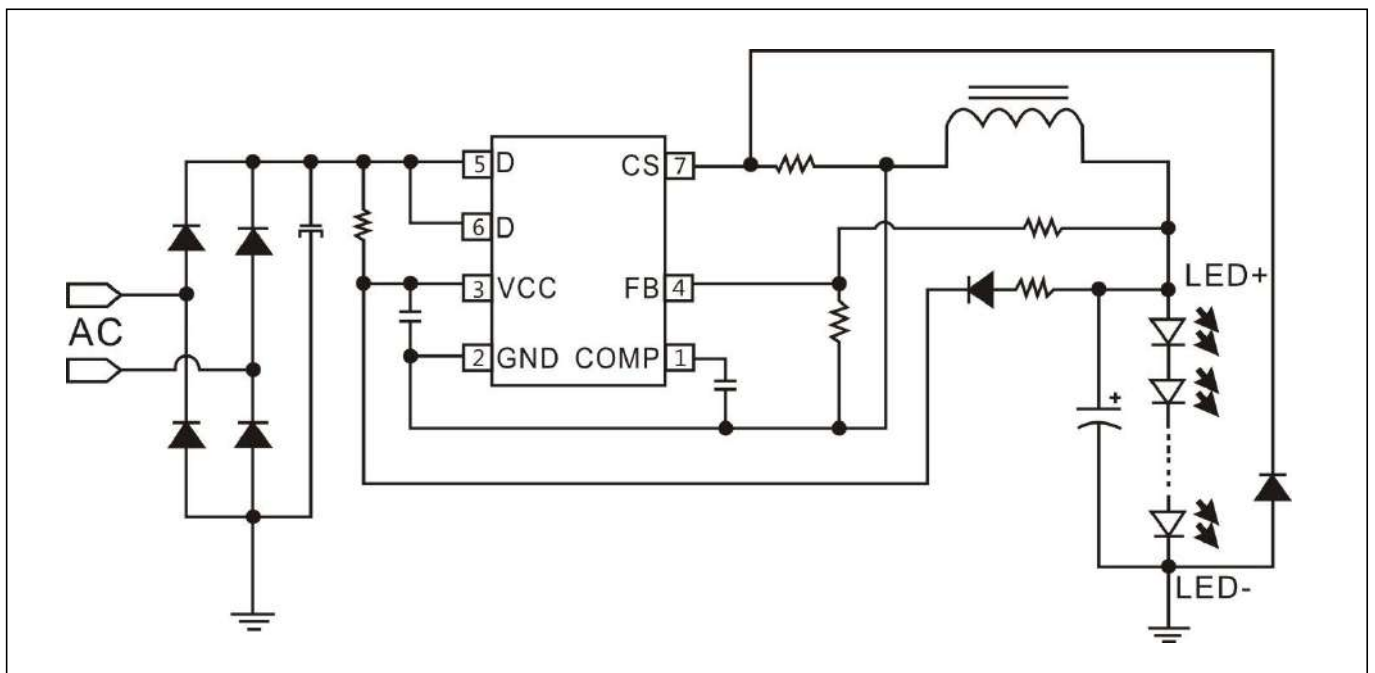 5 D
CS 7
6 D
LED+
3 VCC
FB 4
AC
2 GND
COMP 1
+
LED-